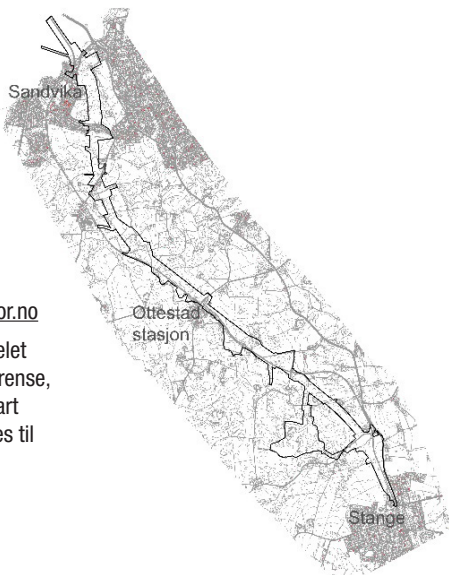 Sandvika
or.no
elet
rense,
art
es til
Ottestad
stasjon
Stange